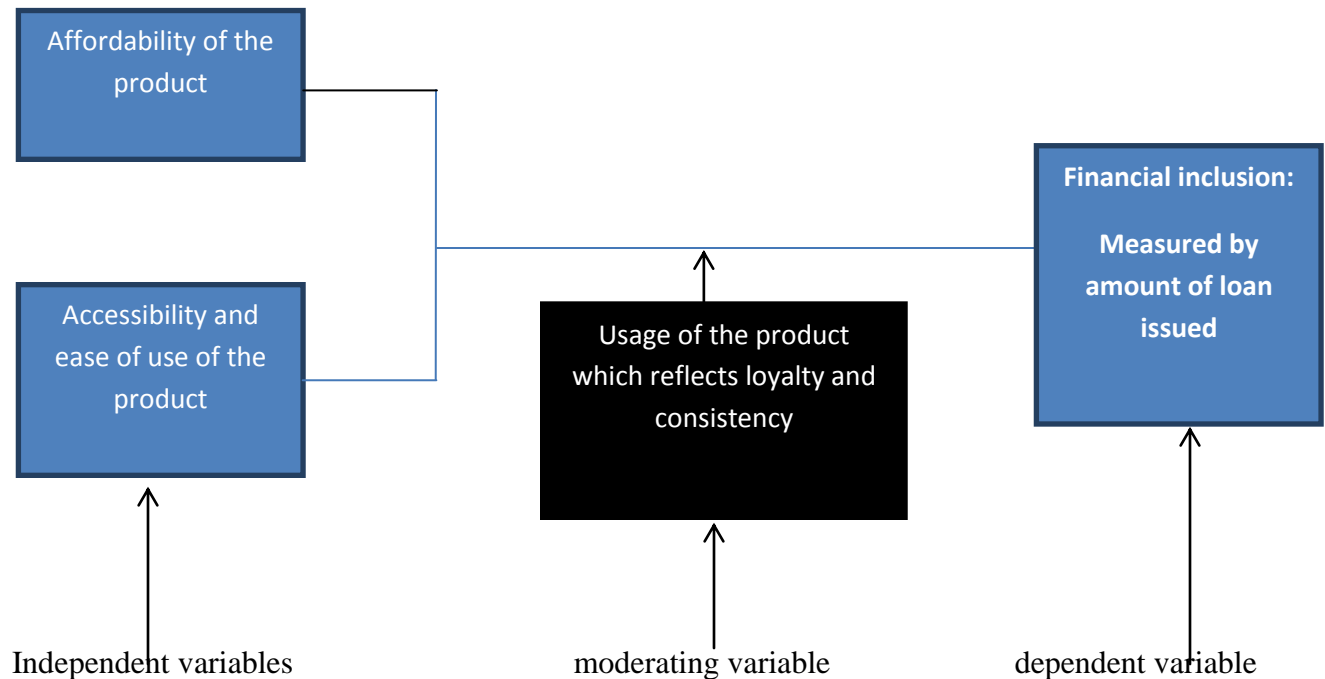 Affordability of the
product
Accessibility and
ease of use of the
product
Usage of the product
which reflects loyalty and
consistency
Financial inclusion:
Measured by
amount of loan
issued
Independent variables
moderating variable
dependent variable